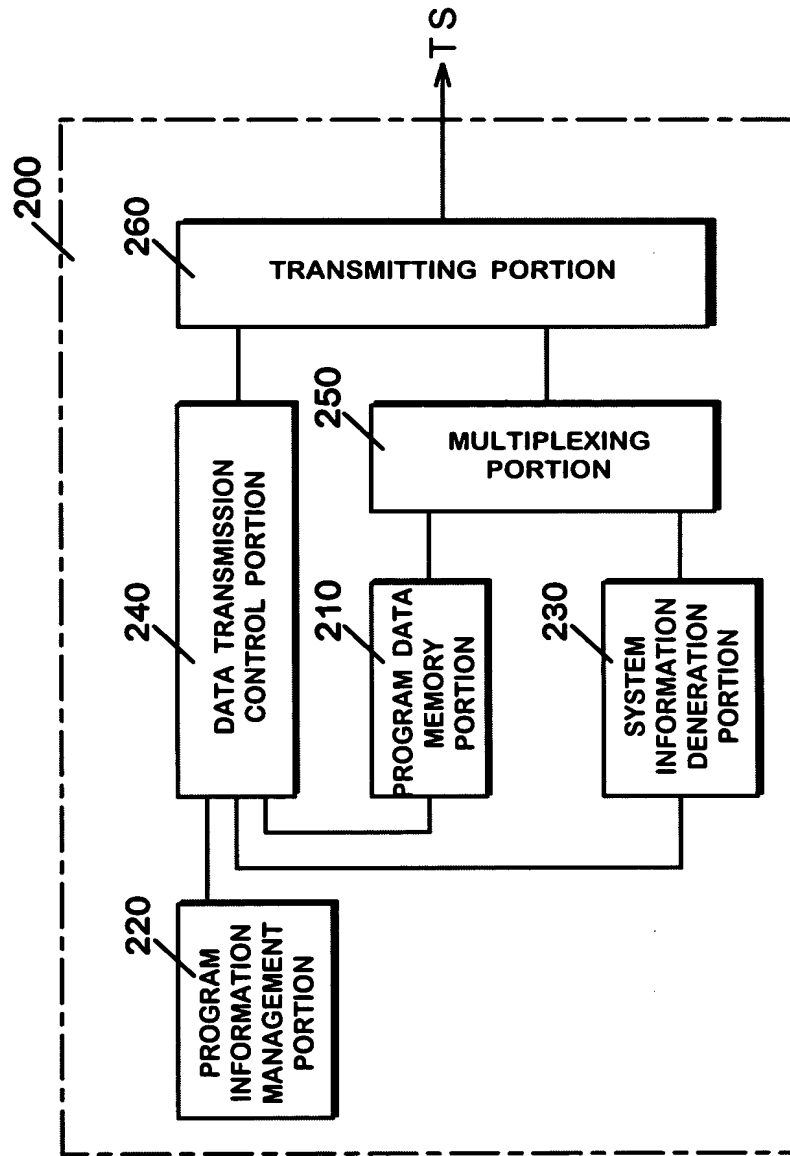 200
220
PROGRAM
INFORMATION
MANAGEMENT
PORTION
240
DATA TRANSMISSION
CONTROL PORTION
260
TRANSMITTING PORTION
TS
210
PROGRAM DATA
MEMORY
PORTION
250
MULTIPLEXING
PORTION
230
SYSTEM
INFORMATION
DENERATION
PORTION